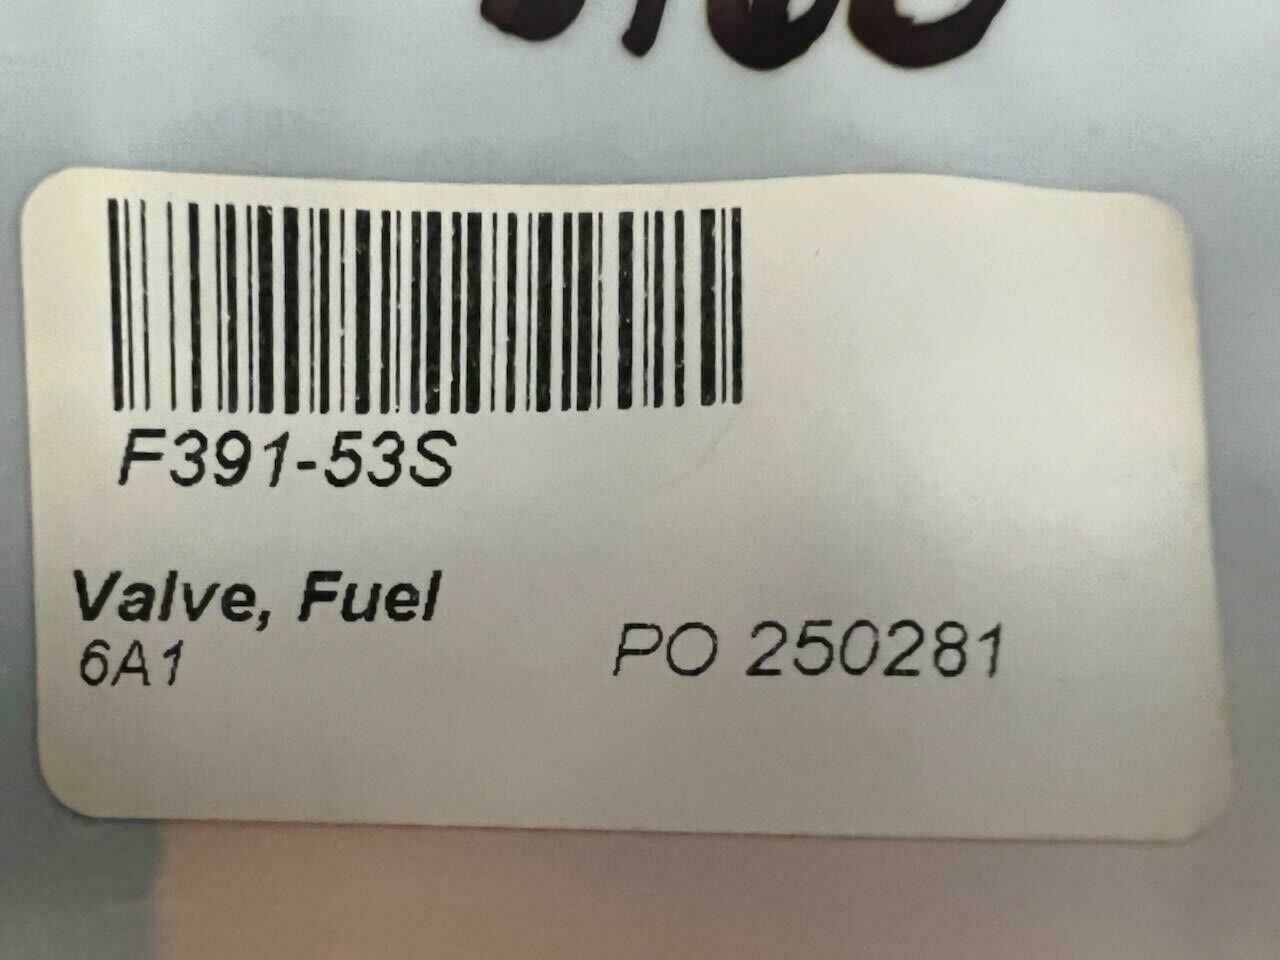 F391-53S
Valve, Fuel
6A1 PO 250281